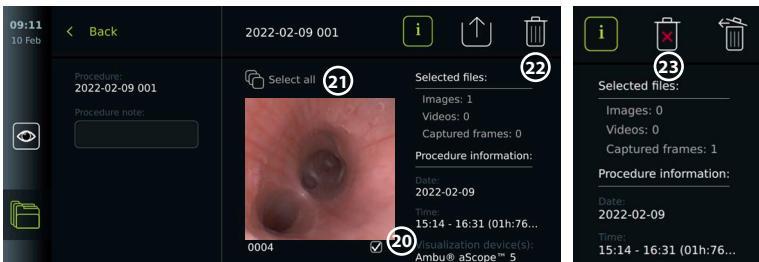 09:11
10 Feb
Back
Procedure:
2022-02-09 001
Procedure note:
2022-02-09 001
i
22
Select all
21
0004
20
Selected files:
Images: 1
Videos: 0
Captured frames: 0
Procedure information:
Date:
2022-02-09
Time:
15:14 - 16:31 (01h:76...
Visualization device(s):
Ambu® aScope™ 5
i
23
Selected files:
Images: 0
Videos: 0
Captured frames: 1
Procedure information:
Date:
2022-02-09
Time:
15:14 - 16:31 (01h:76...